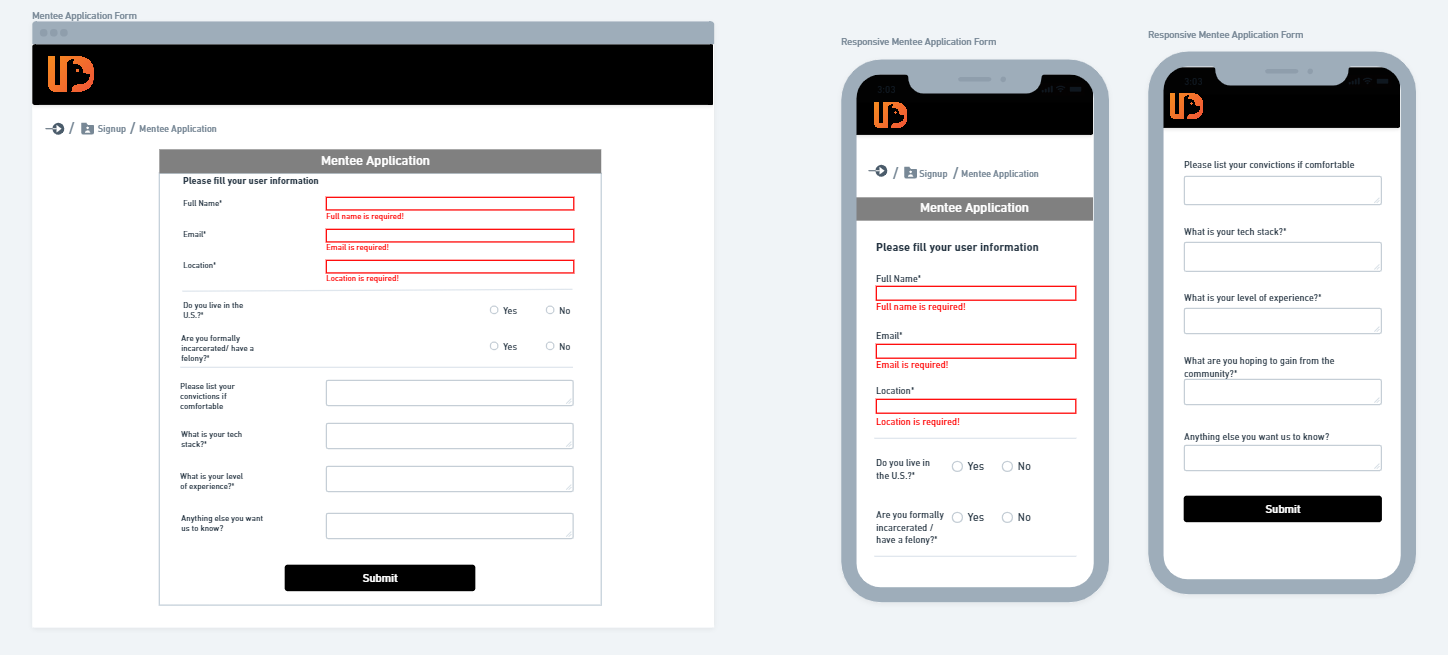 Mentee Application Form
Signup / Mentee Application
Mentee Application
Please fill your user information
Full Name*
Full name is required!
Email*
Email is required!
Location*
Location is required!
Do you live in the
U.S.?*
Yes
No
Are you formally
incarcerated/ have a
felony?*
Yes
No
Please list your
convictions if
comfortable
What is your tech
stack?*
What is your level
of experience?*
Anything else you want
us to know?
Submit
Responsive Mentee Application Form
2:03
Signup / Mentee Application
Mentee Application
Please fill your user information
Full Name*
Full name is required!
Email*
Email is required!
Location*
Location is required!
Do you live in
the U.S.?*
Yes
No
Are you formally
incarcerated /
have a felony?*
Yes
No
Responsive Mentee Application Form
2:03
Please list your convictions if comfortable
What is your tech stack?*
What is your level of experience?*
What are you hoping to gain from the
community?*
Anything else you want us to know?
Submit